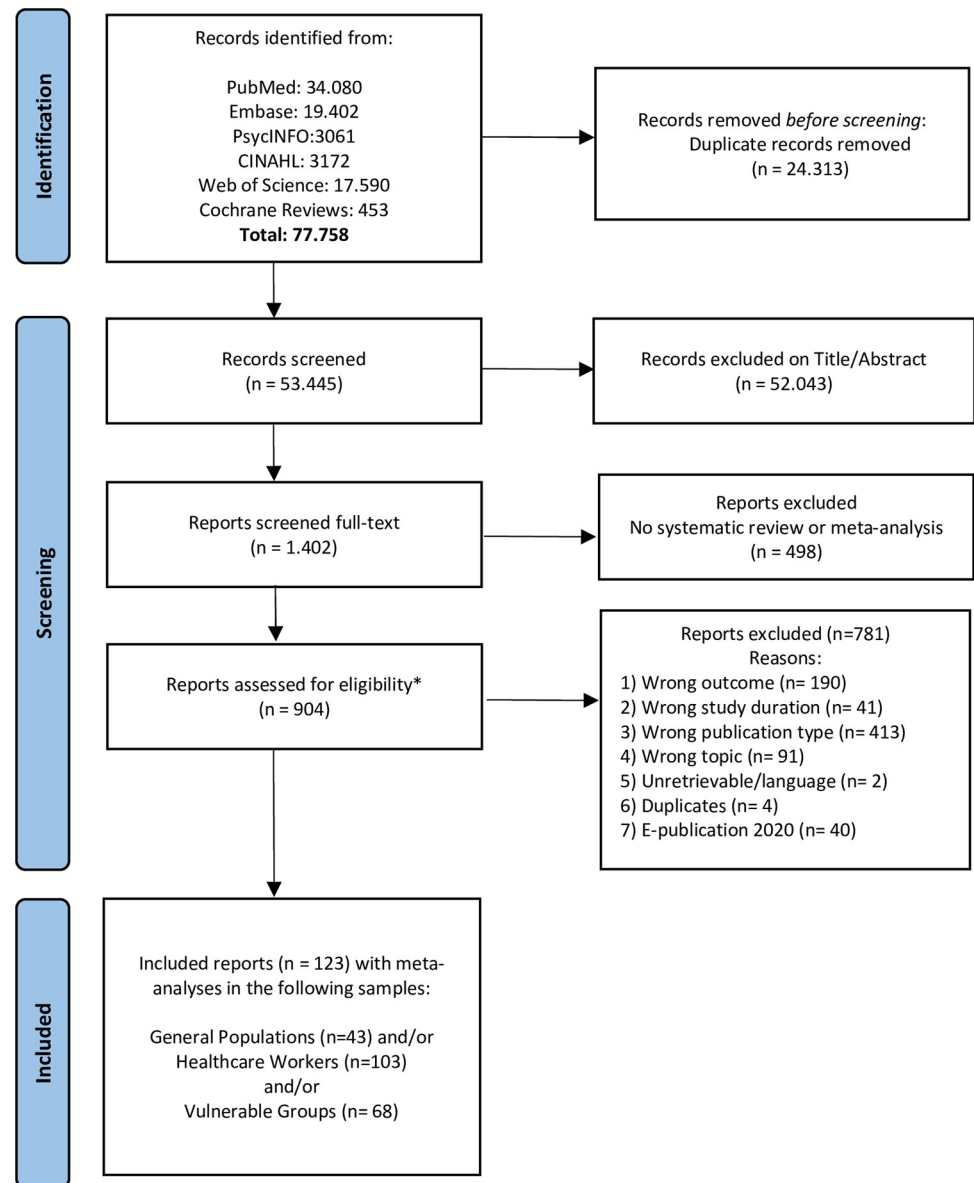 Identification
Records identified from:
PubMed: 34.080
Embase: 19.402
PsycINFO:3061
CINAHL: 3172
Web of Science: 17.590
Cochrane Reviews: 453
Total: 77.758
Records removed before screening:
Duplicate records removed
(n = 24.313)
Screening
Records screened
(n = 53.445)
Records excluded on Title/Abstract
(n = 52.043)
Reports screened full-text
(n = 1.402)
Reports excluded
No systematic review or meta-analysis
(n = 498)
Reports assessed for eligibility*
(n = 904)
Reports excluded (n=781)
Reasons:
1) Wrong outcome (n= 190)
2) Wrong study duration (n= 41)
3) Wrong publication type (n= 413)
4) Wrong topic (n= 91)
5) Unretrievable/language (n= 2)
6) Duplicates (n= 4)
7) E-publication 2020 (n= 40)
Included
Included reports (n = 123) with meta-
analyses in the following samples:
General Populations (n=43) and/or
Healthcare Workers (n=103)
and/or
Vulnerable Groups (n= 68)